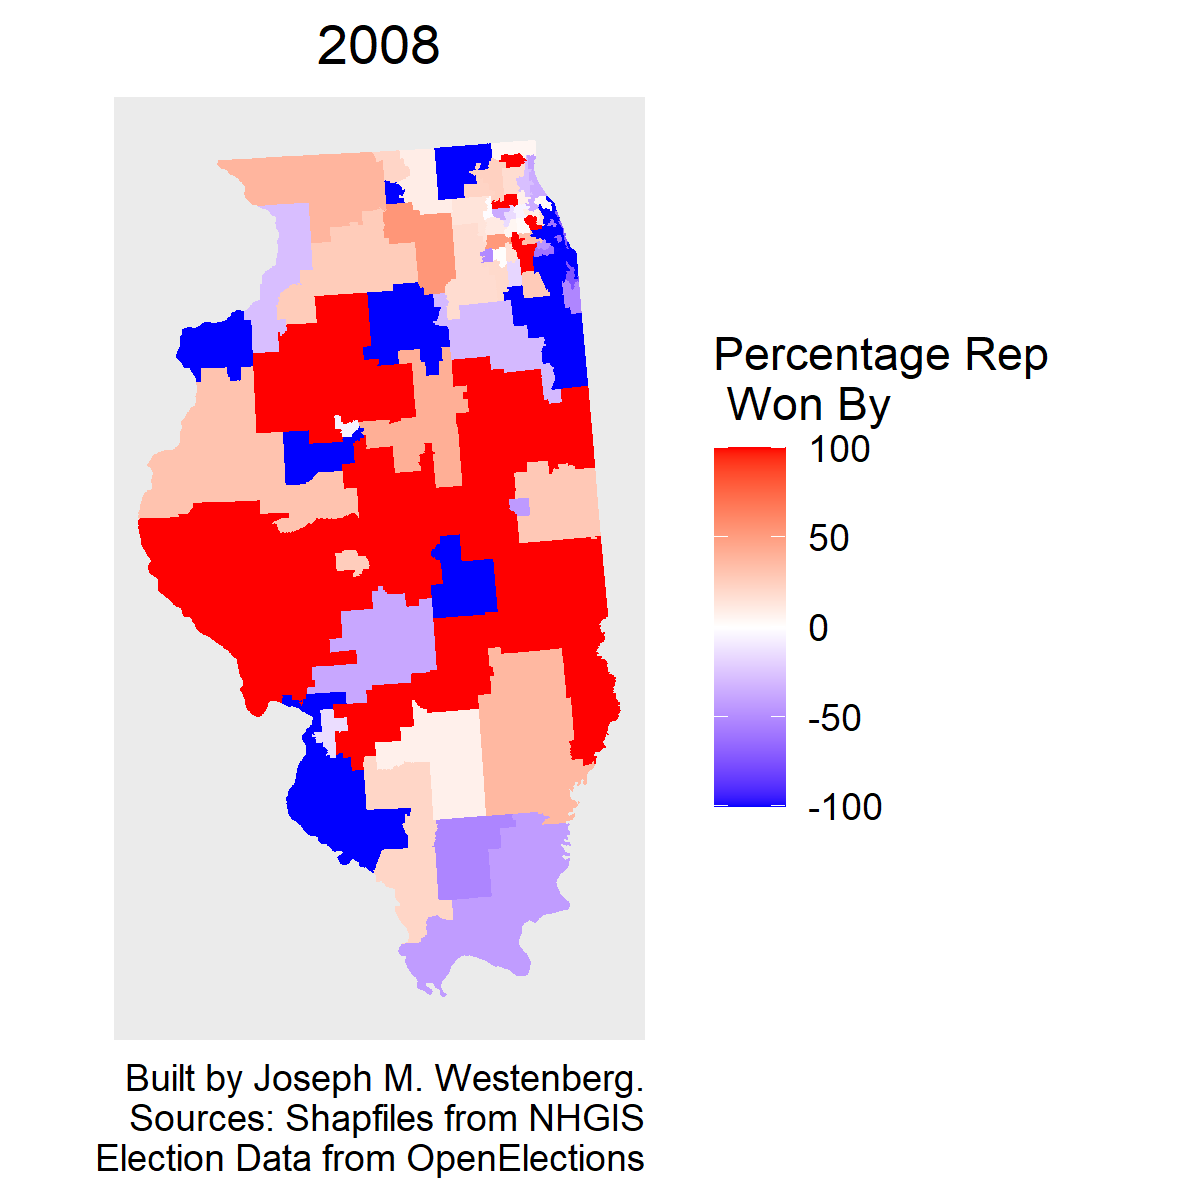 2008
Percentage Rep
Won By
100
50
0
-50
-100
Built by Joseph M. Westenberg.
Sources: Shapfiles from NHGIS
Election Data from OpenElections